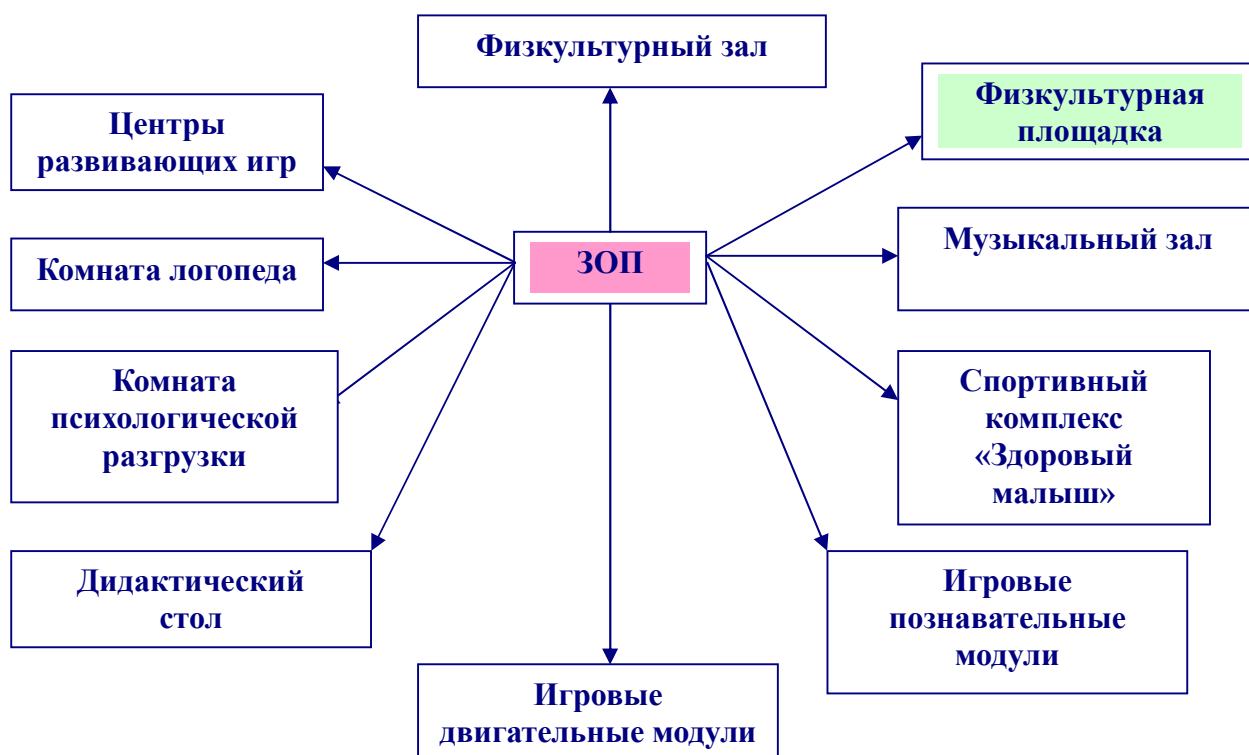 Физкультурный зал
Физкультурная
площадка
Центры
развивающих игр
Музыкальный зал
Комната логопеда
ЗОП
Комната
психологической
разгрузки
Спортивный
комплекс
«Здоровый
малыш»
Дидактический
стол
Игровые
познавательные
модули
Игровые
двигательные модули